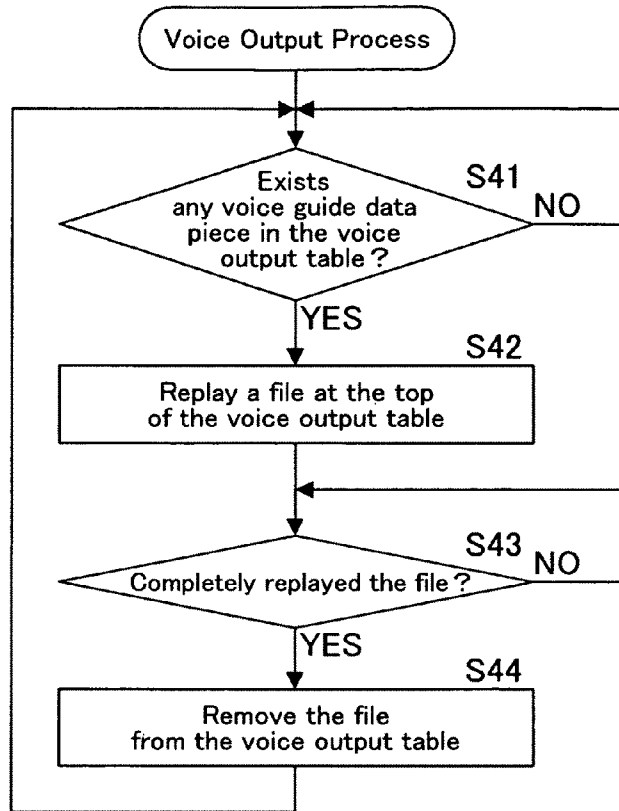 Voice Output Process
S41
Exists
any voice guide data
piece in the voice
output table?
NO
YES
S42
Replay a file at the top
of the voice output table
S43
Completely replayed the file?
NO
YES
S44
Remove the file
from the voice output table